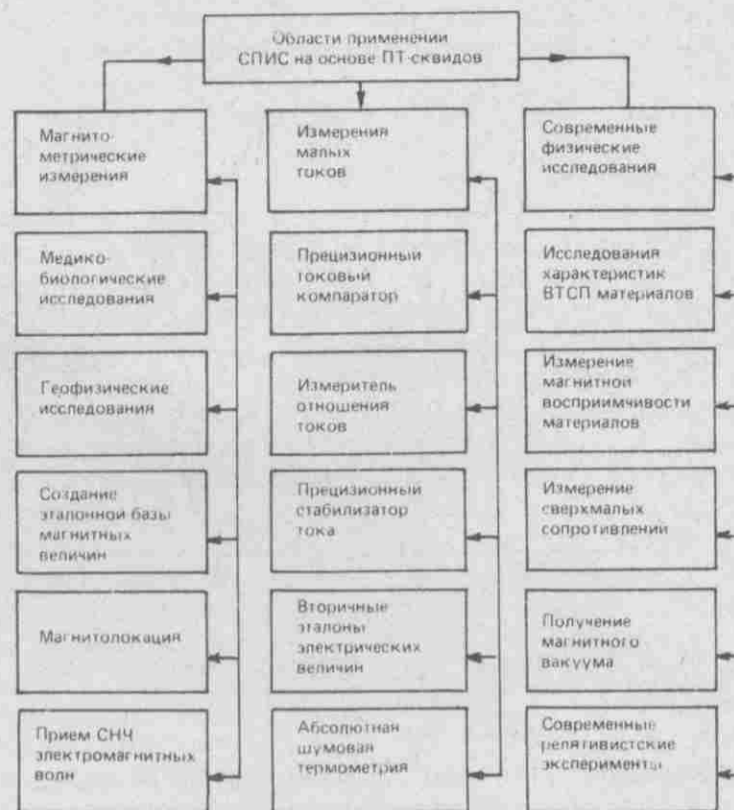 Области применении
СПИС на основе ПТ-сквидов
Магнито-
метрические
измерения
Медико-
биологические
исследования
Геофизические
исследования
Создание
эталонной базы
магнитных
величин
Магнитолокация
Прием СНЧ
электромагнитных
волн
Измерения
малых
токов
Прецизионный
токовый
компаратор
Измеритель
отношения
токов
Прецизионный
стабилизатор
тока
Вторичные
эталоны
электрических
величин
Абсолютная
шумовая
термометрия
Современные
физические
исследования
Исследования
характеристик
ВТСП материалов
Измерение
магнитной
восприимчивости
материалов
Измерение
сверхмалых
сопротивлений
Получение
магнитного
вакуума
Современные
релятивистские
эксперименты